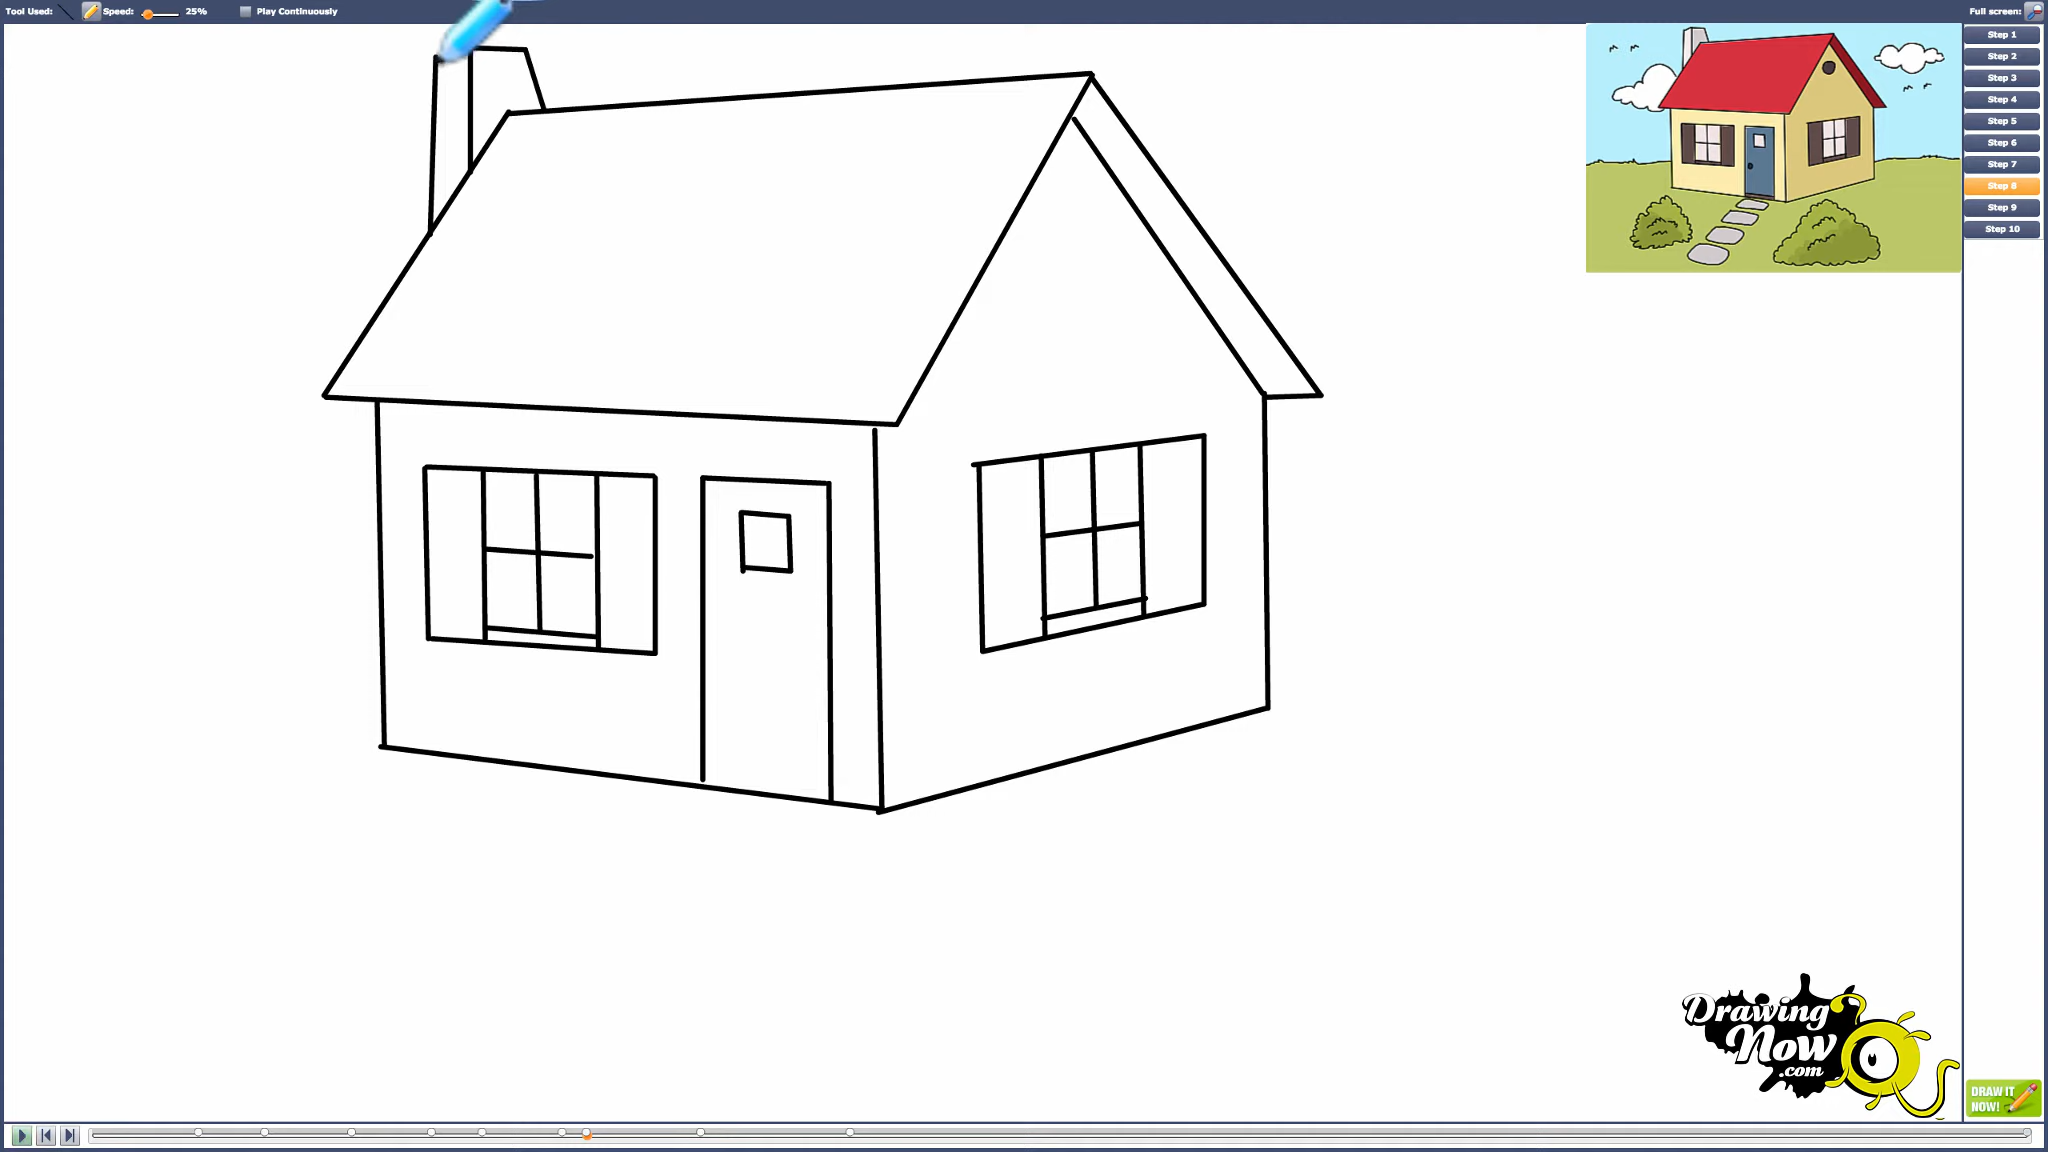 Tool Used:
Speed:
25%
Play Continuously
Full screen:
Step 1
Step 2
Step 3
Step 4
Step 5
Step 6
Step 7
Step 8
Step 9
Step 10
Drawing
Now
.com
DRAW IT
NOW!